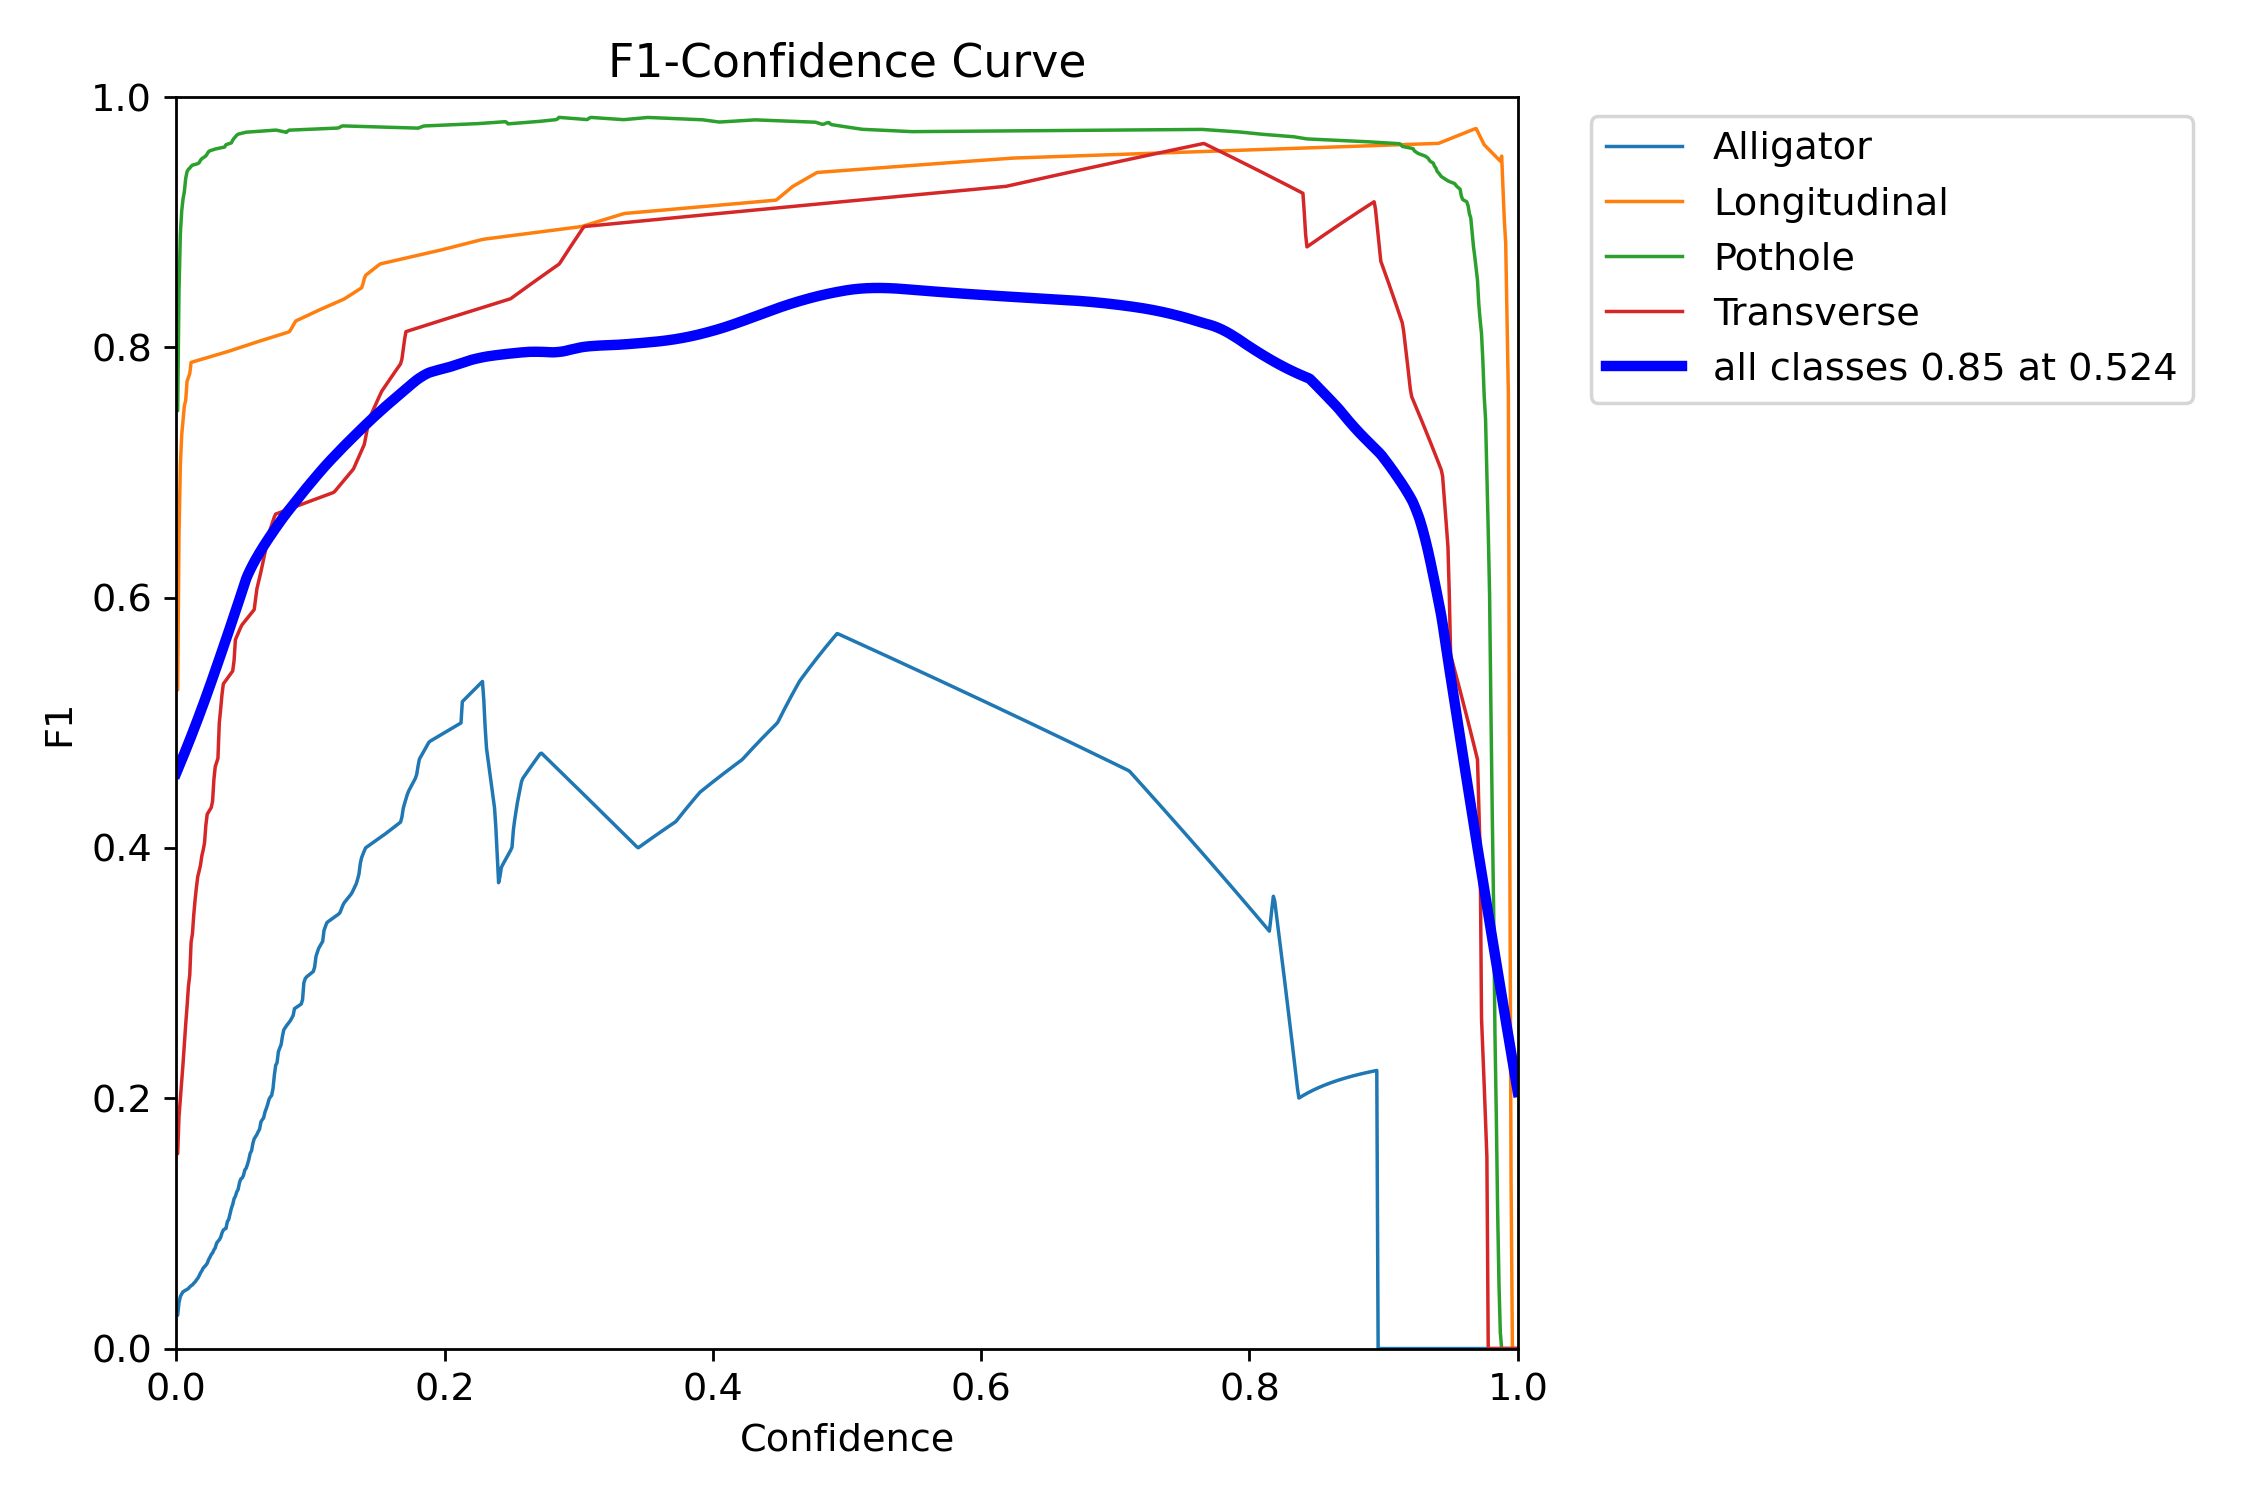 F1-Confidence Curve
1.0
0.8
0.6
0.4
0.2
0.0
F1
0.0 0.2 0.4 0.6 0.8 1.0
Confidence
Alligator
Longitudinal
Pothole
Transverse
all classes 0.85 at 0.524